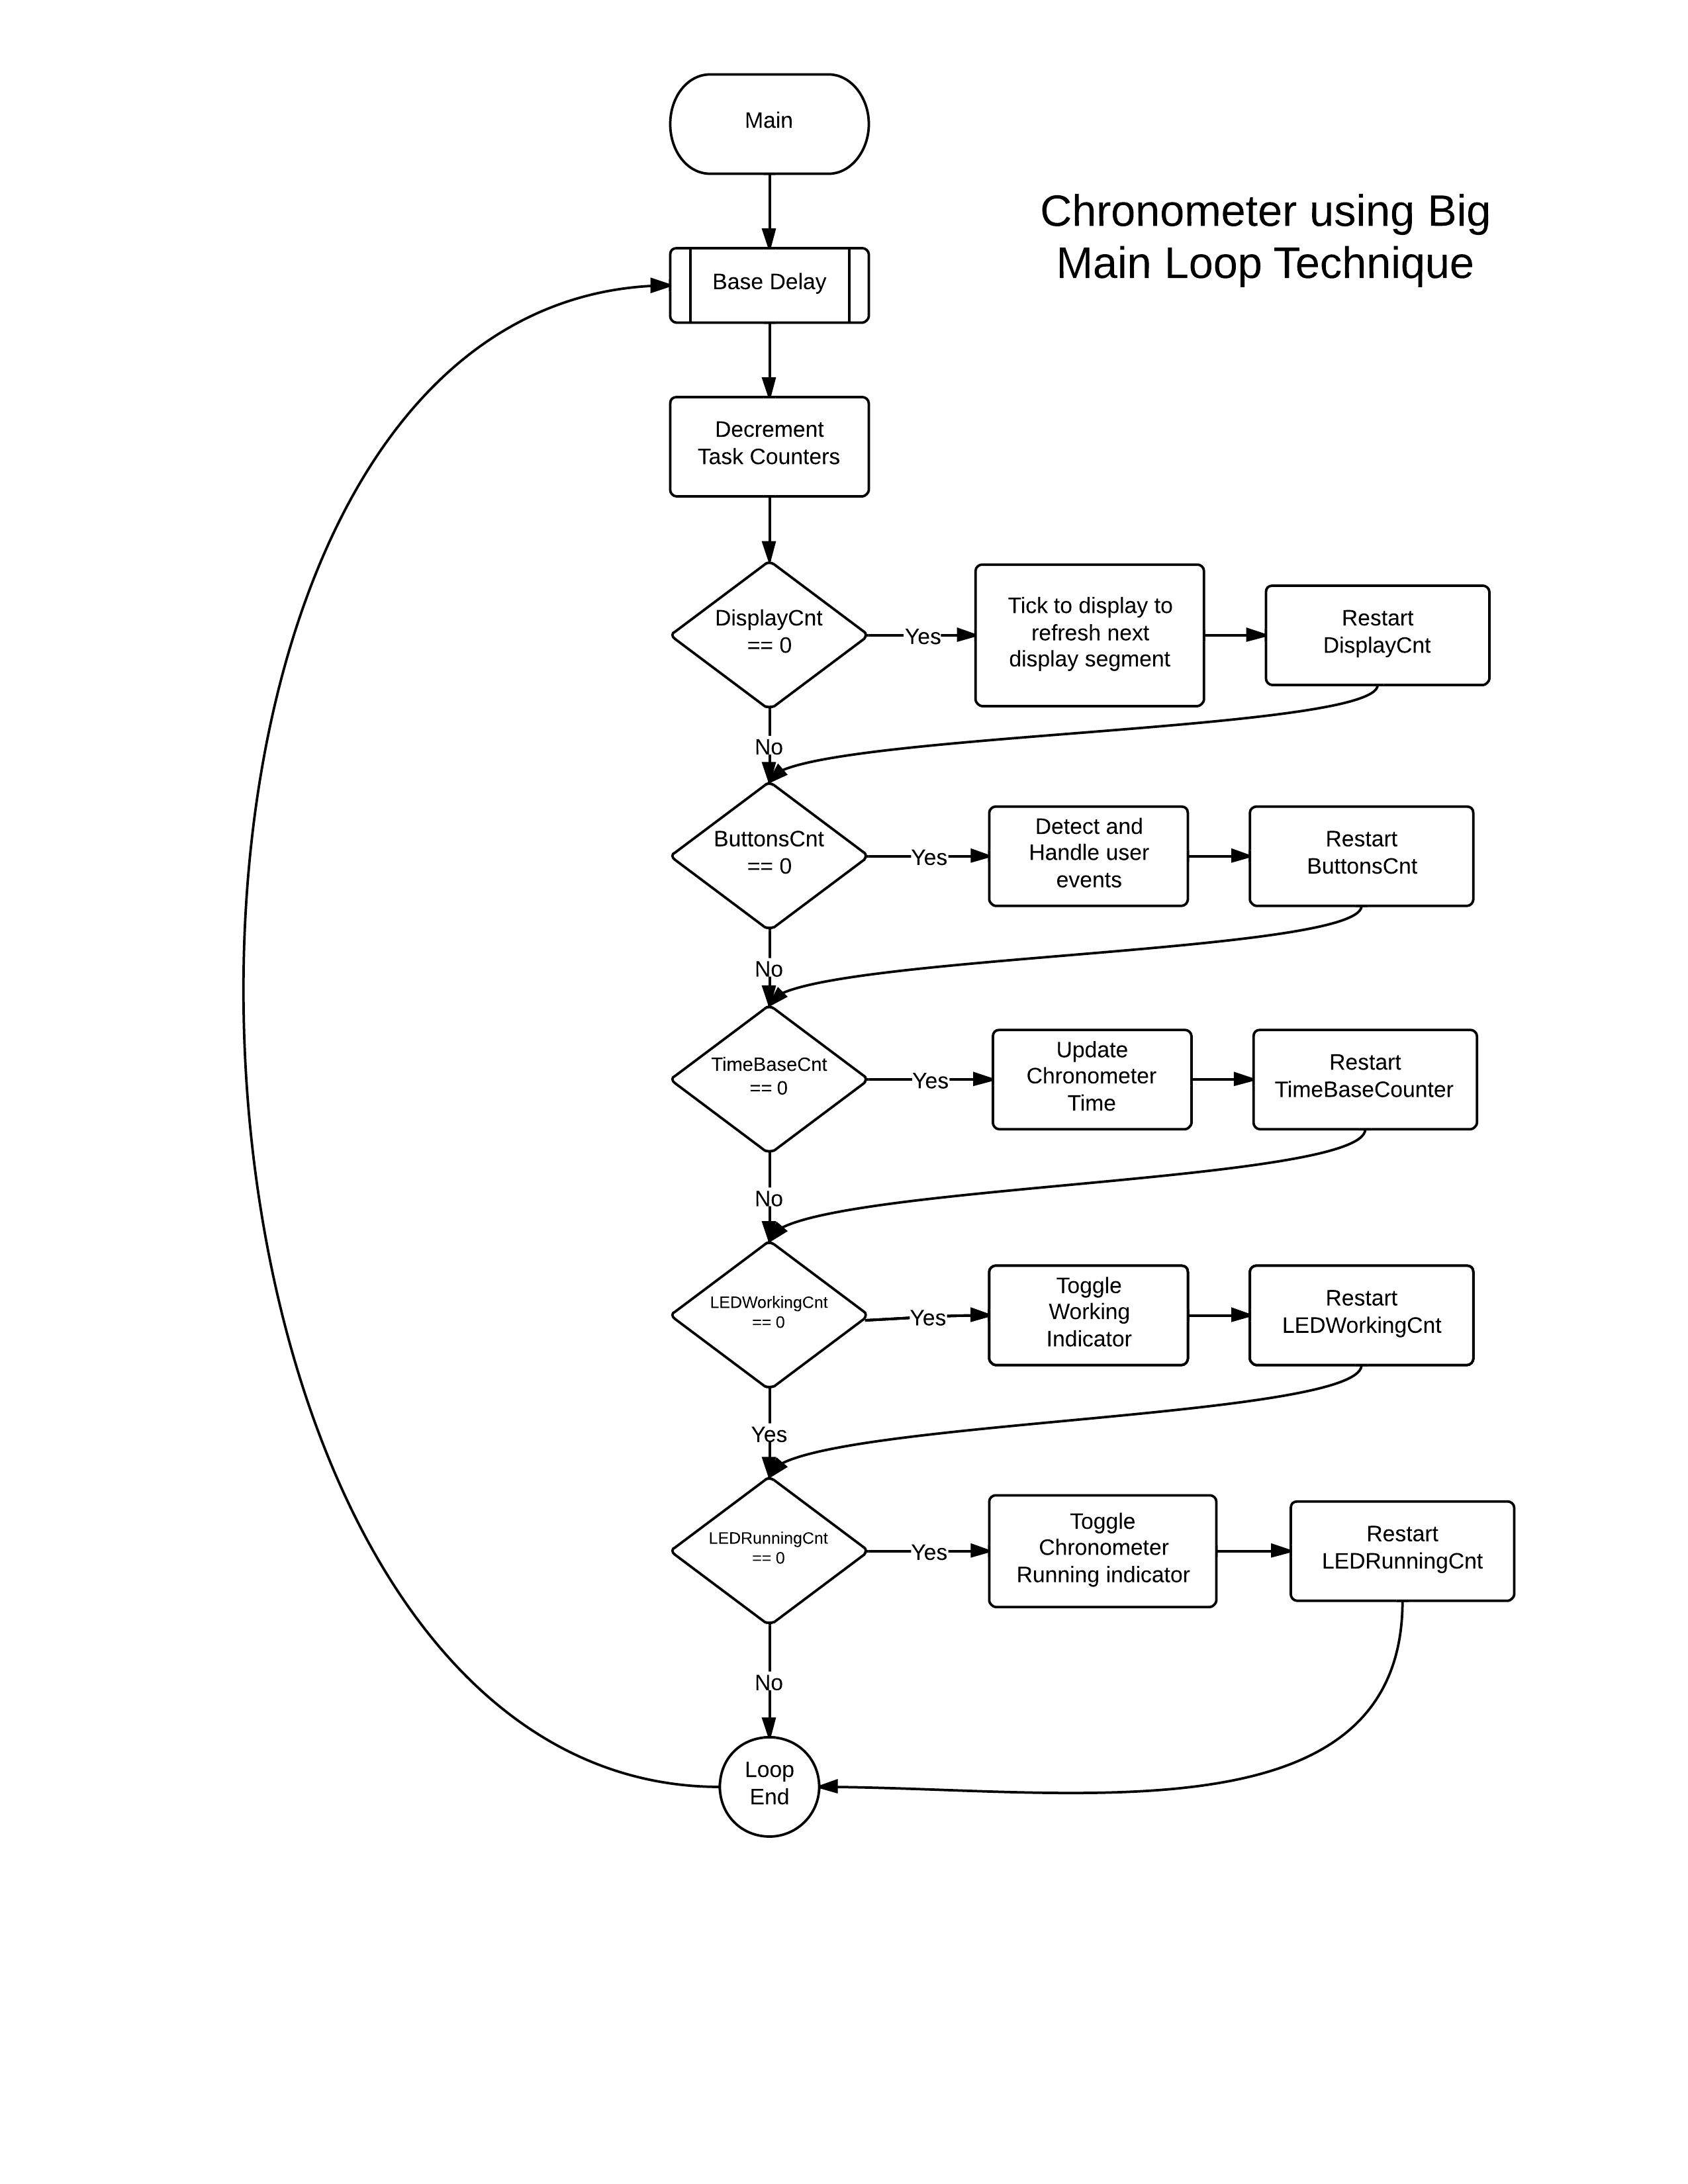 Main
Chronometer using Big
Main Loop Technique
Base Delay
Decrement
Task Counters
DisplayCnt
== 0
Yes
Tick to display to
refresh next
display segment
Restart
DisplayCnt
No
ButtonsCnt
== 0
Yes
Detect and
Handle user
events
Restart
ButtonsCnt
No
TimeBaseCnt
== 0
Yes
Update
Chronometer
Time
Restart
TimeBaseCounter
No
LEDWorkingCnt
== 0
Yes
Toggle
Working
Indicator
Restart
LEDWorkingCnt
Yes
LEDRunningCnt
== 0
Yes
Toggle
Chronometer
Running indicator
Restart
LEDRunningCnt
No
Loop
End